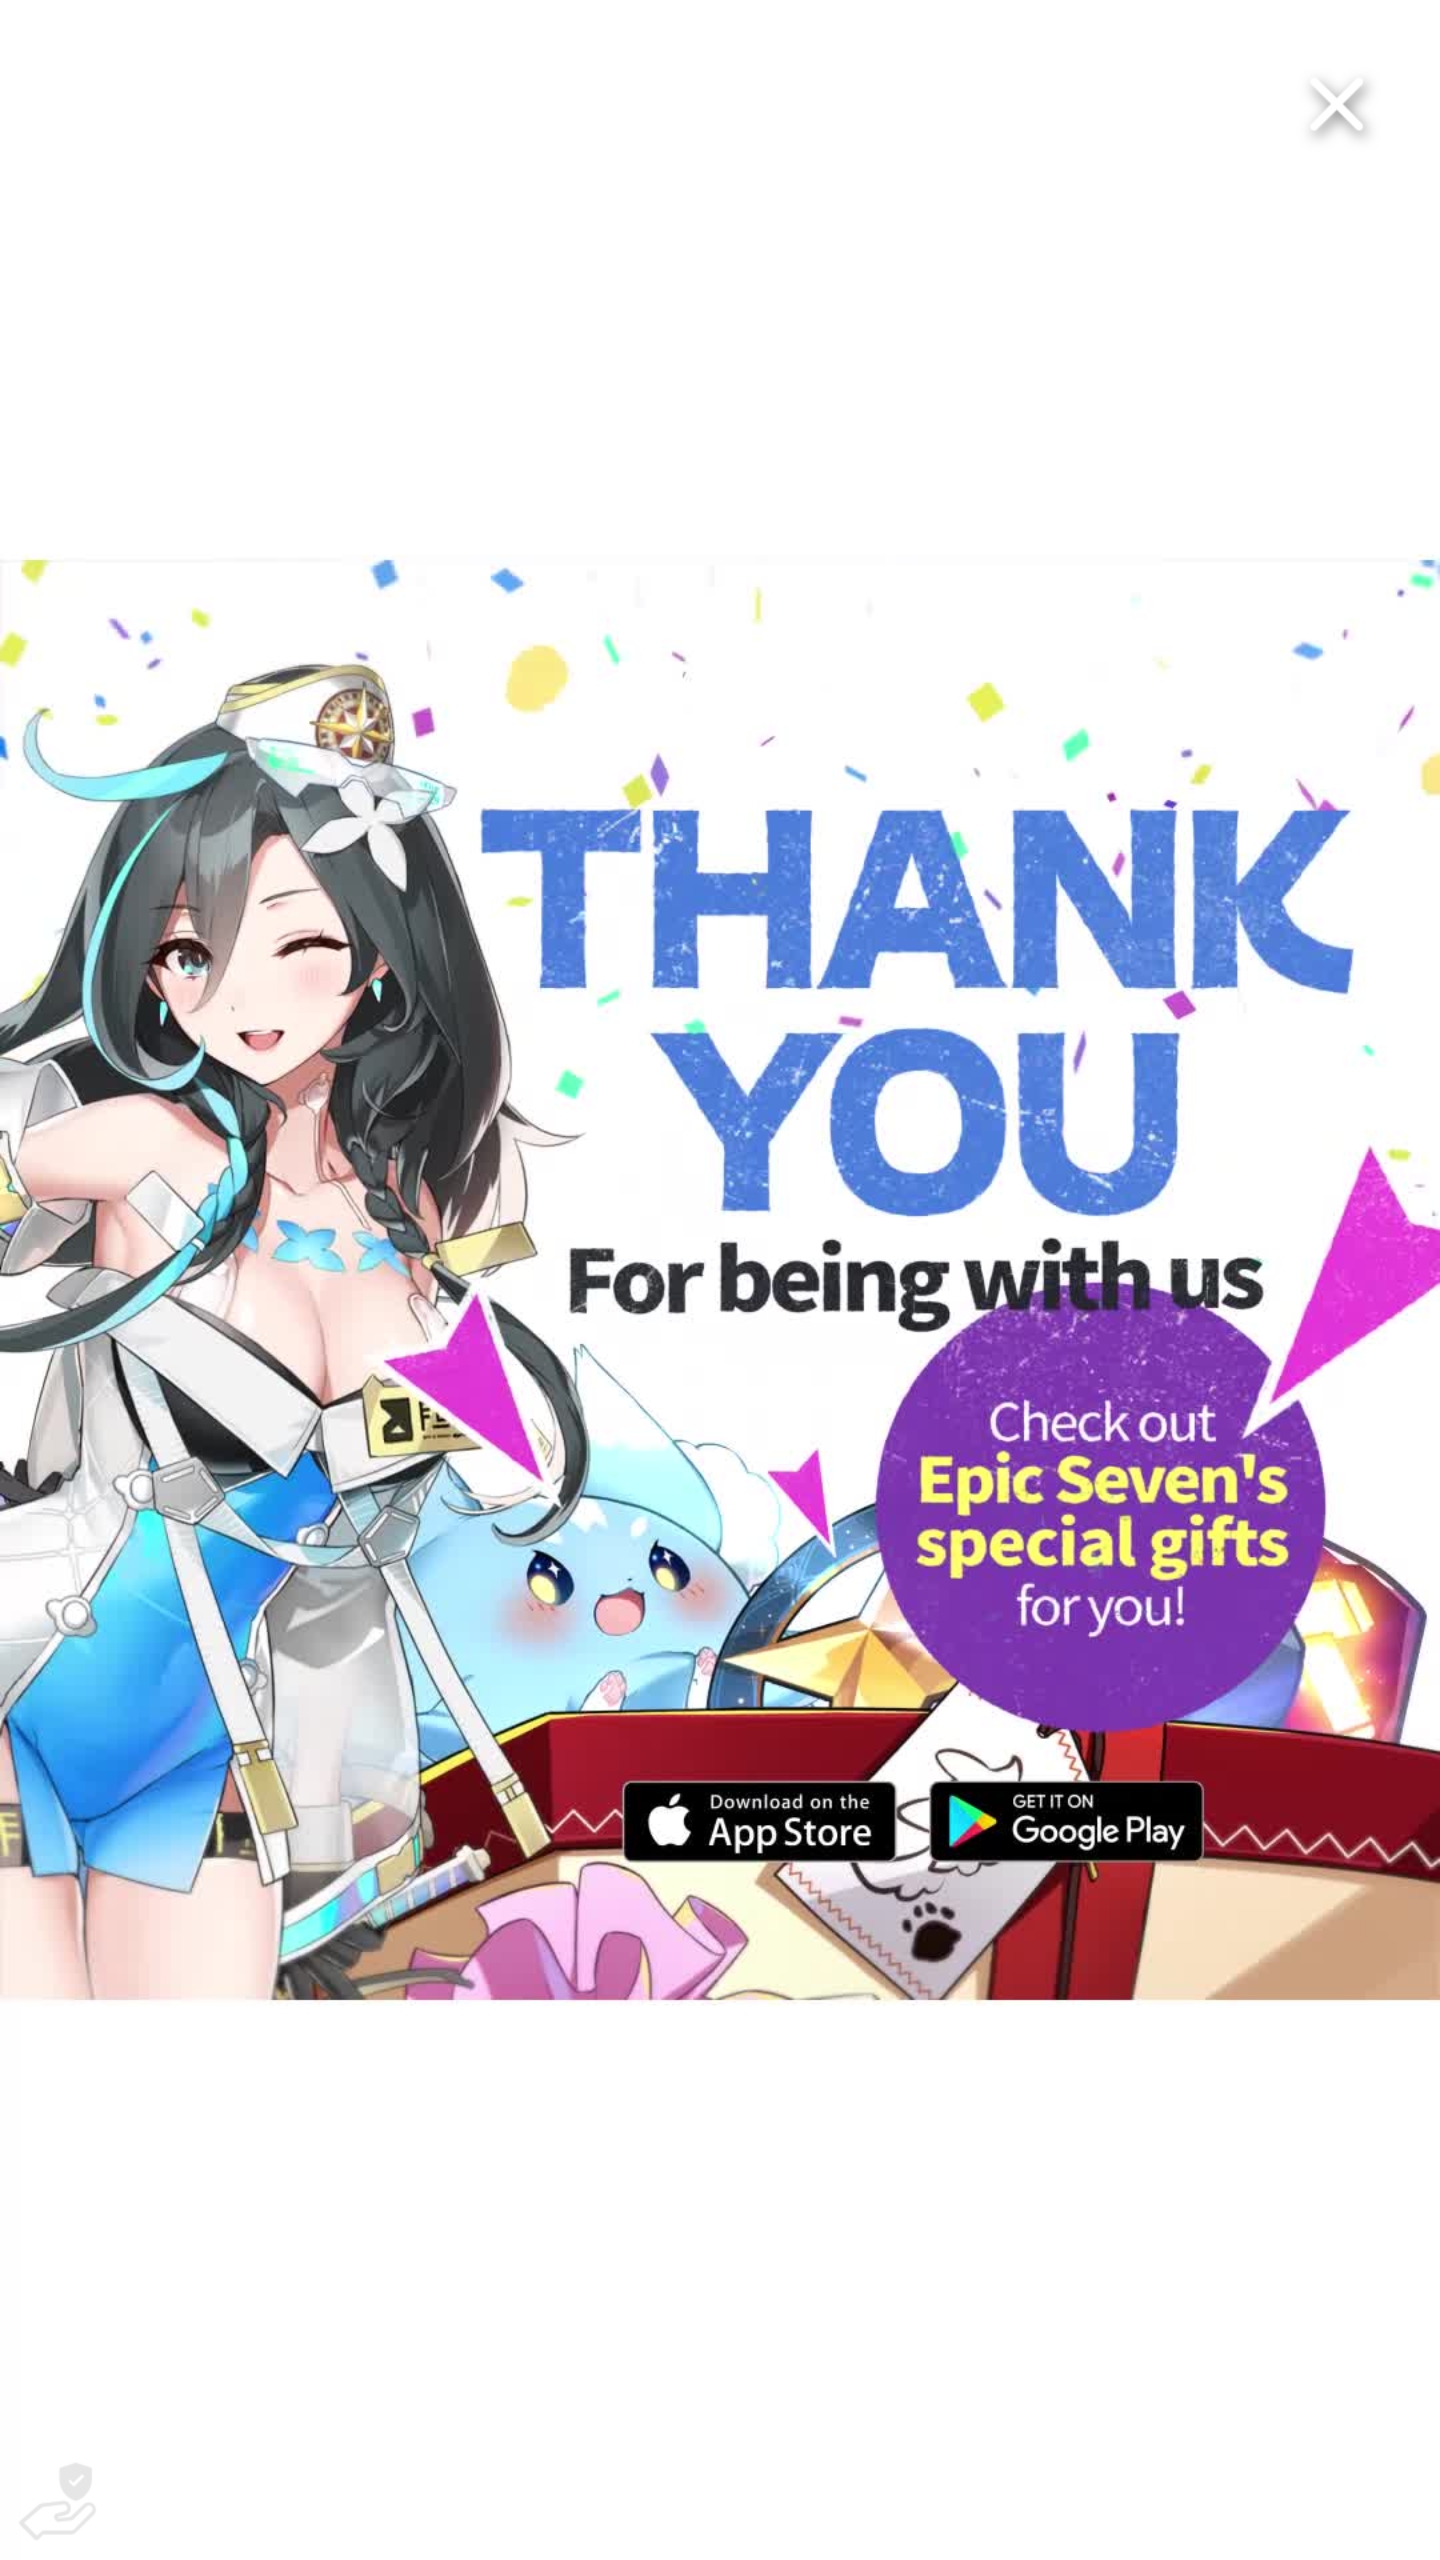 THANK
YOU
For being with us
Check out
Epic Seven's
special gifts
for you!
Download on the
App Store
GET IT ON
Google Play